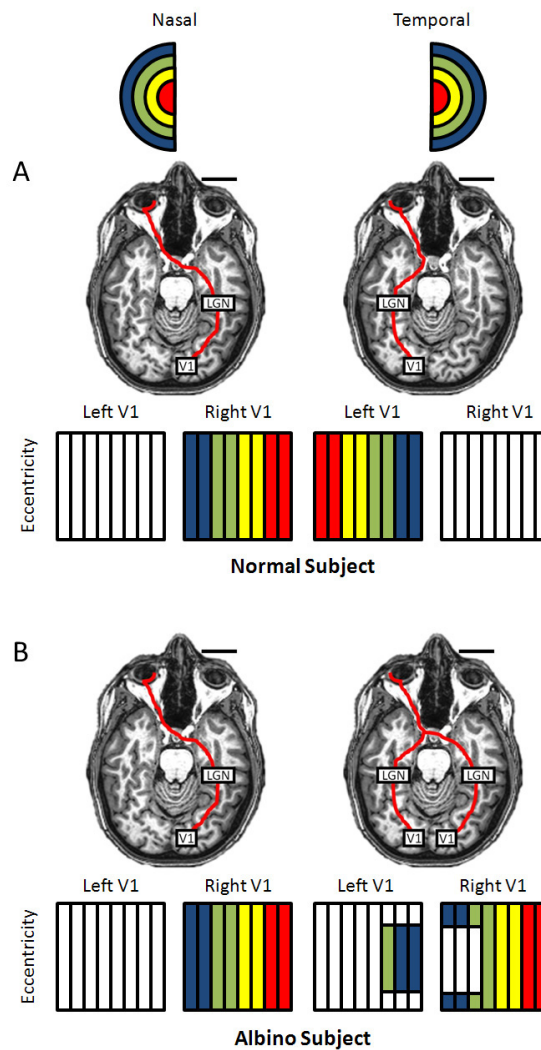 Nasal Temporal
A
LGN LGN
V1 V1
Left V1 Right V1 Left V1 Right V1
Eccentricity
Normal Subject
B
LGN LGN LGN
V1 V1 V1
Left V1 Right V1 Left V1 Right V1
Eccentricity
Albino Subject